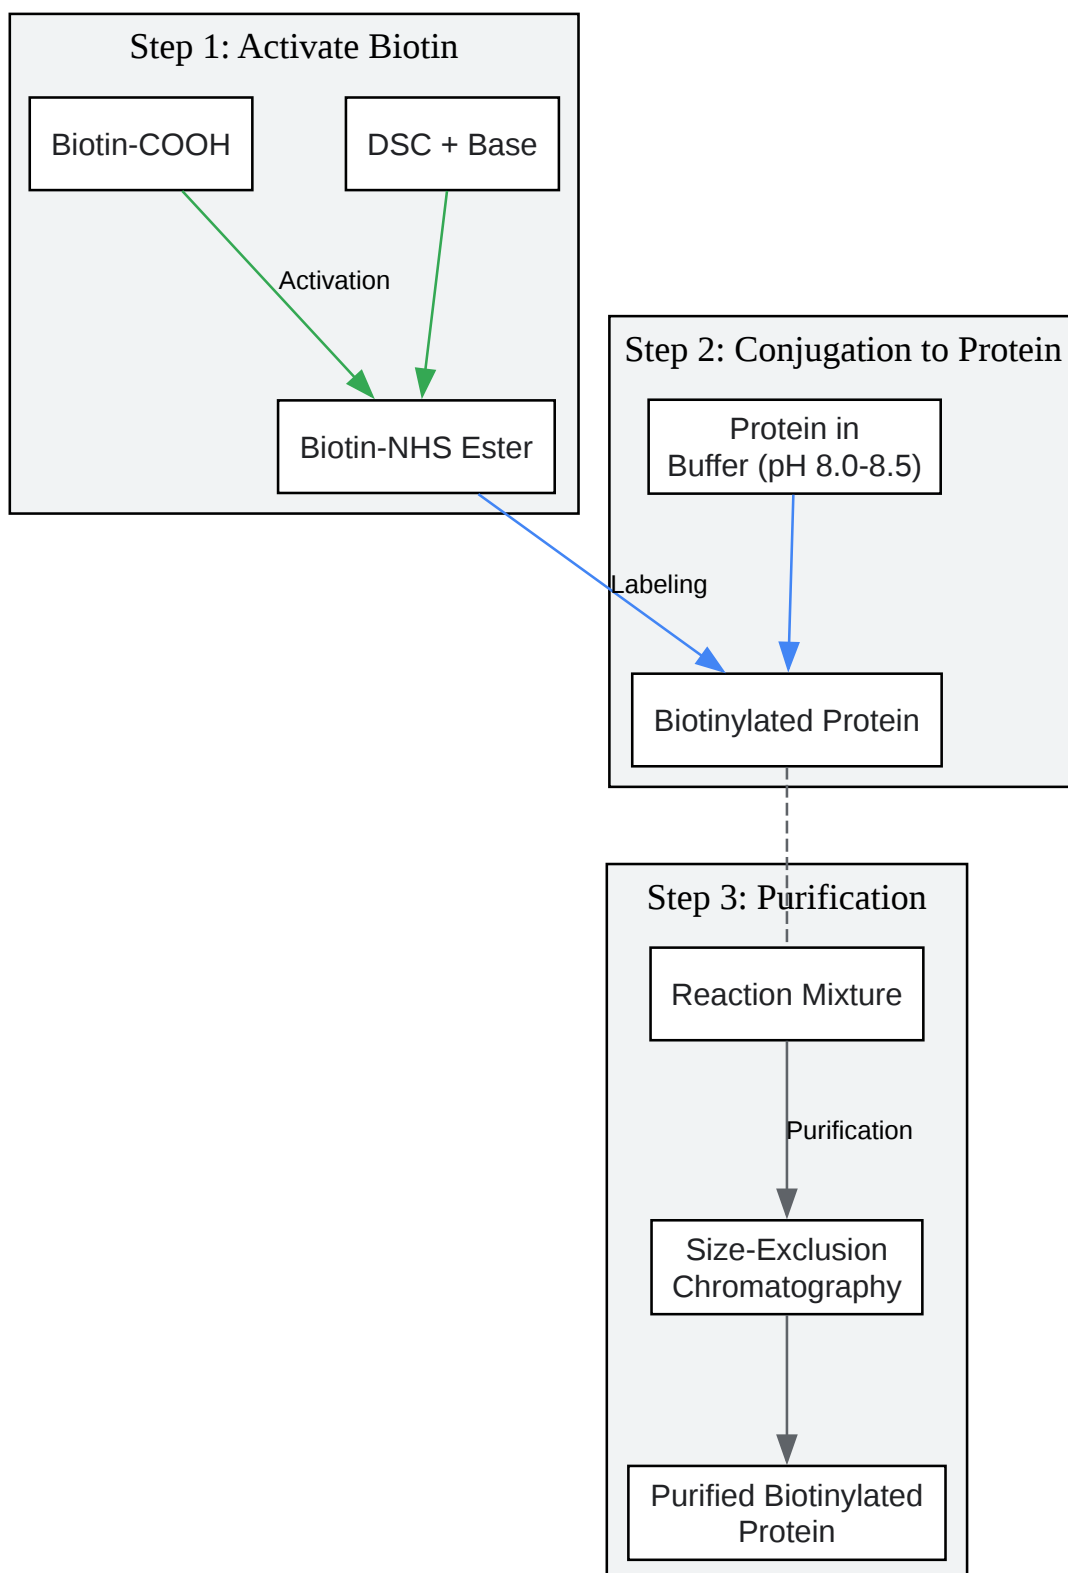 Step 1: Activate Biotin
Biotin-COOH
DSC + Base
Activation
Biotin-NHS Ester
Step 2: Conjugation to Protein
Protein in
Buffer (pH 8.0-8.5)
Labeling
Biotinylated Protein
Step 3: Purification
Reaction Mixture
Purification
Size-Exclusion
Chromatography
Purified Biotinylated
Protein